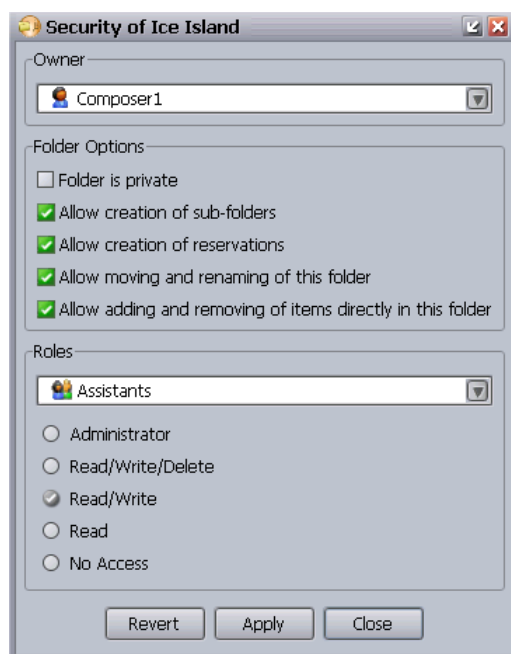 Security of Ice Island
Owner
Composer1
Folder Options
Folder is private
Allow creation of sub-folders
Allow creation of reservations
Allow moving and renaming of this folder
Allow adding and removing of items directly in this folder
Roles
Assistants
Administrator
Read/Write/Delete
Read/Write
Read
No Access
Revert Apply Close